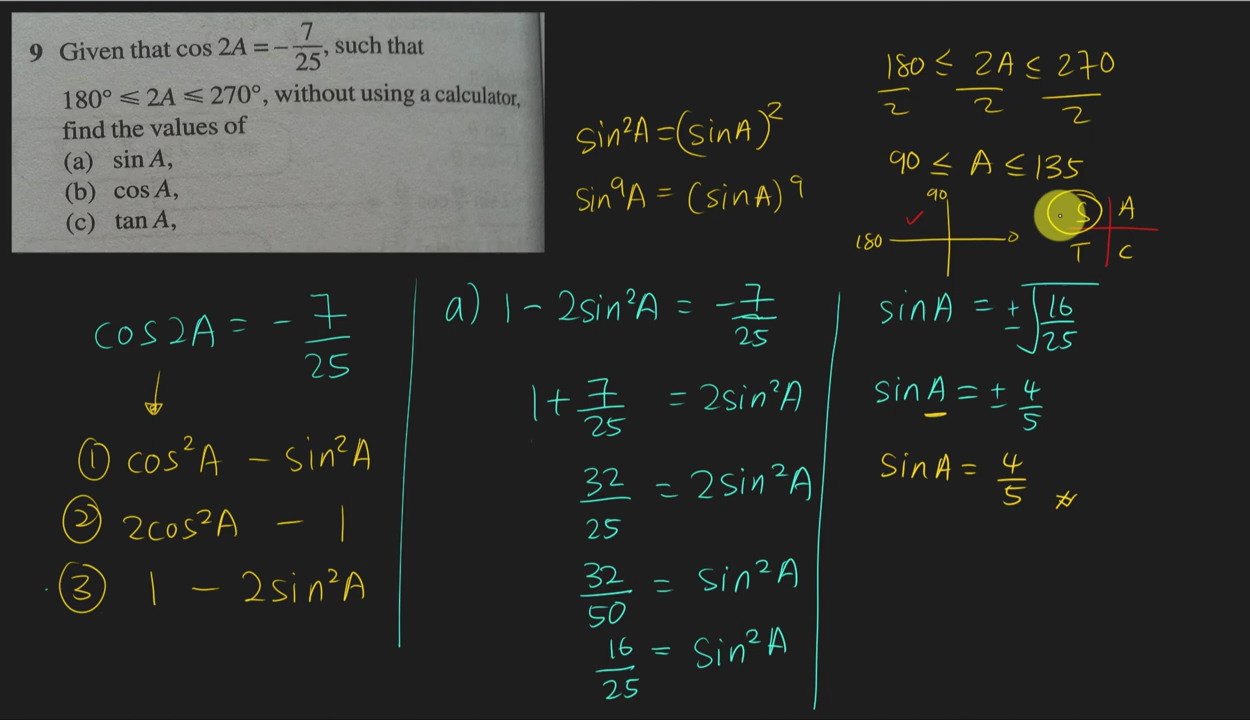 9 Given that cos 2A = −7/25, such that
180° ⩽ 2A ⩽ 270°, without using a calculator,
find the values of
(a) sin A,
(b) cos A,
(c) tan A,
sin²A = (sinA)²
sin⁹A = (sinA)⁹
180/2 ≤ 2A/2 ≤ 270/2
90 ≤ A ≤ 135
90
180
0
S A
T C
cos2A = −7/25
① cos²A − sin²A
② 2cos²A − 1
③ 1 − 2sin²A
a) 1 − 2sin²A = −7/25
1 + 7/25 = 2sin²A
32/25 = 2sin²A
32/50 = sin²A
16/25 = sin²A
sinA = ±√16/25
sinA = ± 4/5
sinA = 4/5